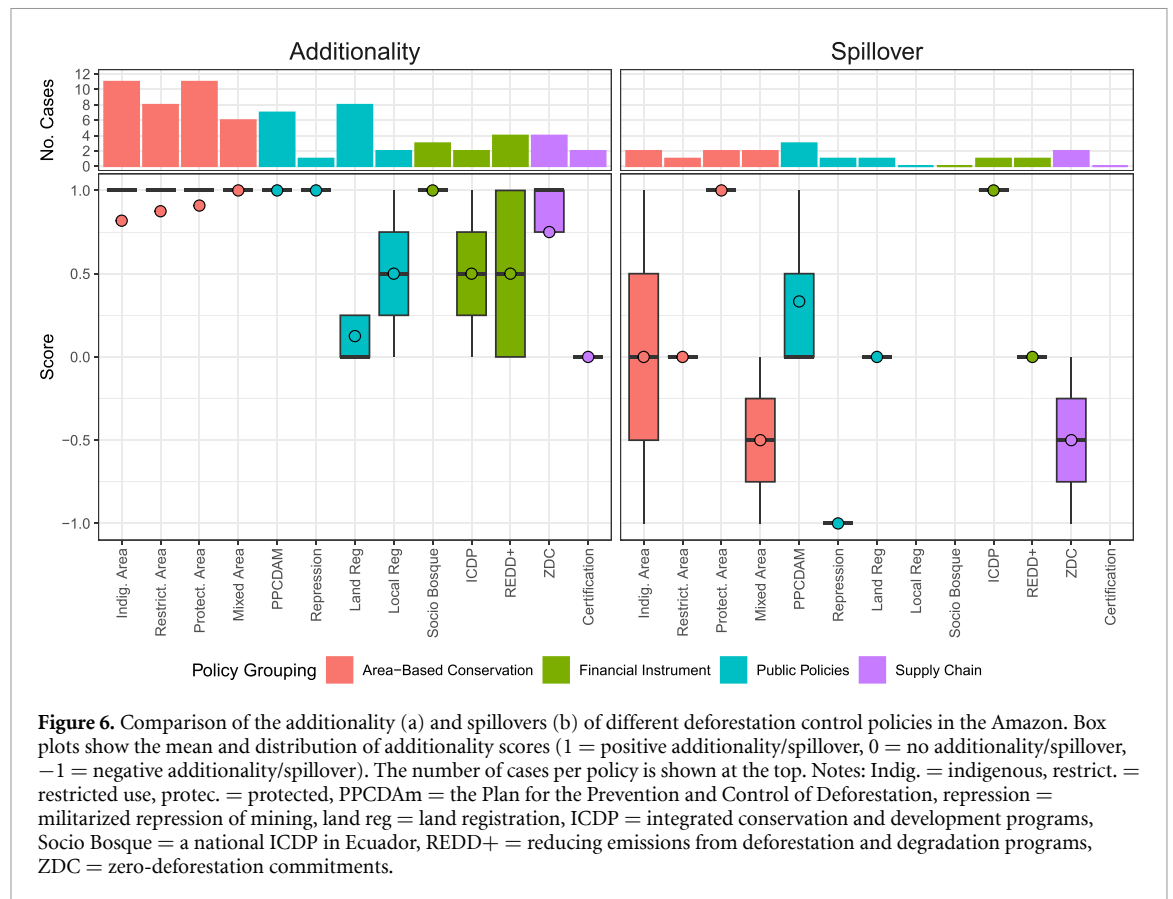 Additionality
Spillover
No. Cases
12
10
8
6
4
2
0
Score
1.0
0.5
0.0
−0.5
−1.0
Indig. Area
Restrict. Area
Protect. Area
Mixed Area
PPCDAM
Repression
Land Reg
Local Reg
Socio Bosque
ICDP
REDD+
ZDC
Certification
Indig. Area
Restrict. Area
Protect. Area
Mixed Area
PPCDAM
Repression
Land Reg
Local Reg
Socio Bosque
ICDP
REDD+
ZDC
Certification
Policy Grouping Area−Based Conservation Financial Instrument Public Policies Supply Chain
Figure 6. Comparison of the additionality (a) and spillovers (b) of different deforestation control policies in the Amazon. Box
plots show the mean and distribution of additionality scores (1 = positive additionality/spillover, 0 = no additionality/spillover,
−1 = negative additionality/spillover). The number of cases per policy is shown at the top. Notes: Indig. = indigenous, restrict. =
restricted use, protec. = protected, PPCDAm = the Plan for the Prevention and Control of Deforestation, repression =
militarized repression of mining, land reg = land registration, ICDP = integrated conservation and development programs,
Socio Bosque = a national ICDP in Ecuador, REDD+ = reducing emissions from deforestation and degradation programs,
ZDC = zero-deforestation commitments.